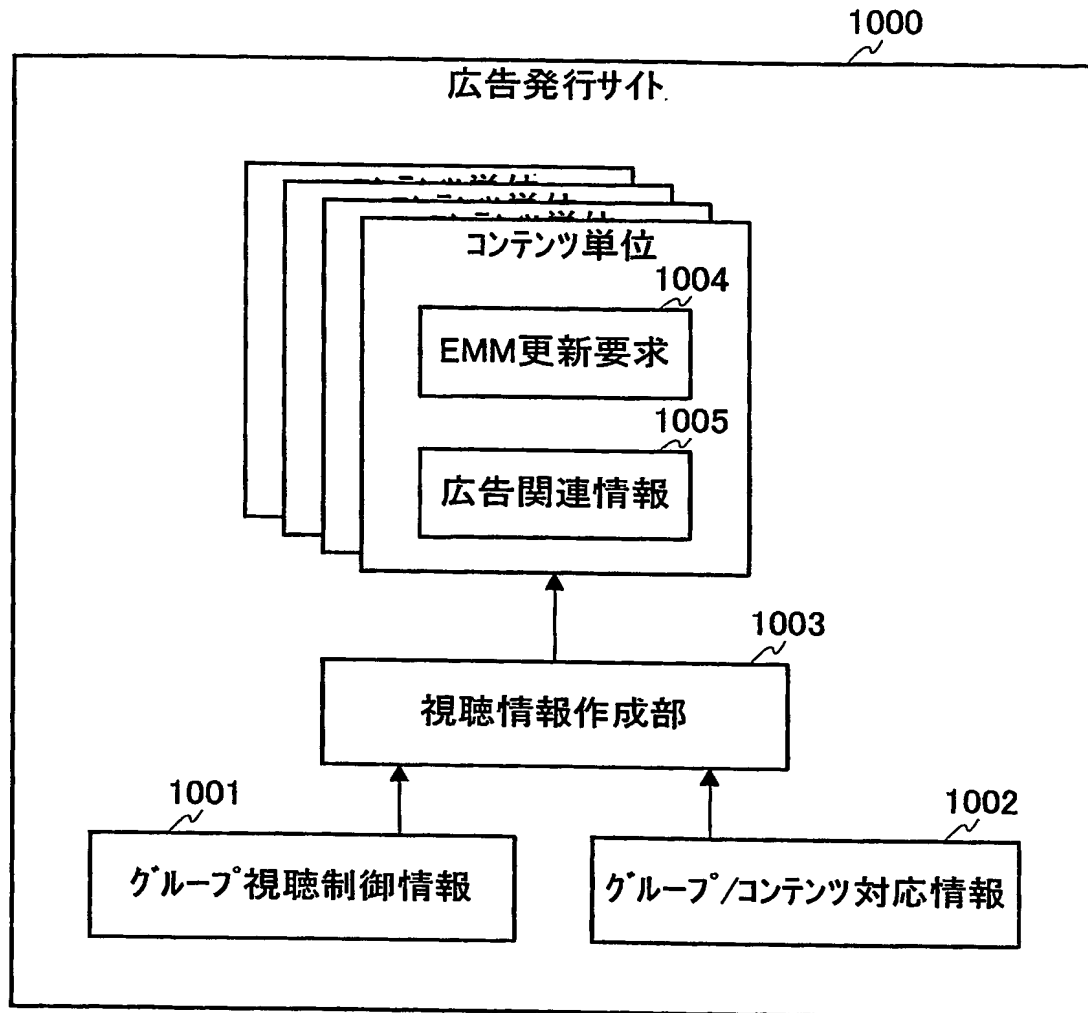 1000
広告発行サイト
コンテンツ単位
1004
EMM更新要求
1005
広告関連情報
1003
視聴情報作成部
1001
グループ視聴制御情報
1002
グループ/コンテンツ対応情報